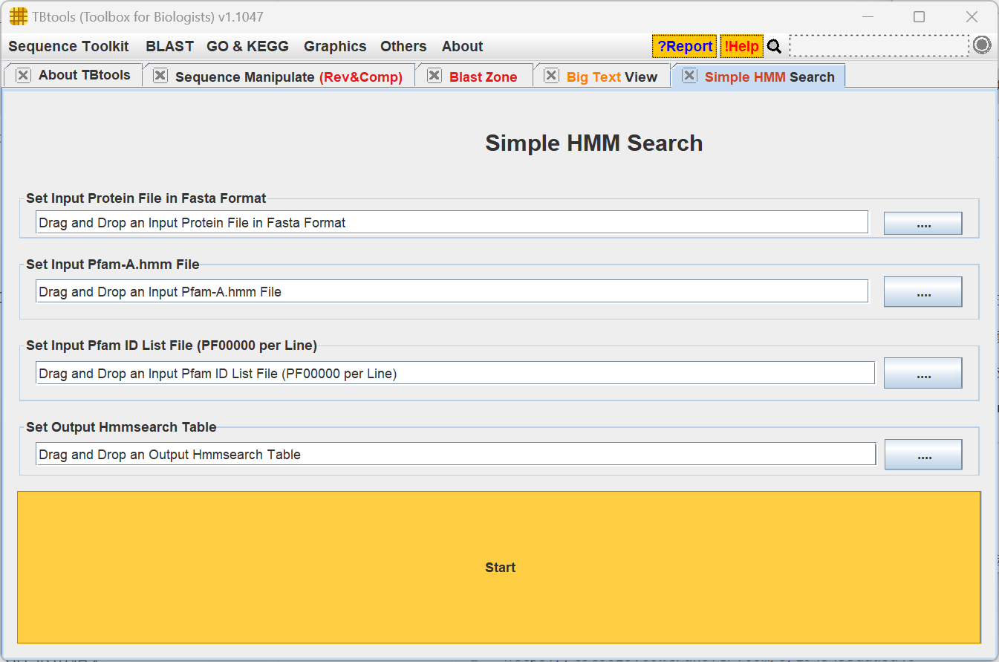 TBtools (Toolbox for Biologists) v1.1047
Sequence Toolkit BLAST GO & KEGG Graphics Others About ?Report !Help
About TBtools Sequence Manipulate (Rev&Comp) Blast Zone Big Text View Simple HMM Search
Simple HMM Search
Set Input Protein File in Fasta Format
Drag and Drop an Input Protein File in Fasta Format ....
Set Input Pfam-A.hmm File
Drag and Drop an Input Pfam-A.hmm File ....
Set Input Pfam ID List File (PF00000 per Line)
Drag and Drop an Input Pfam ID List File (PF00000 per Line) ....
Set Output Hmmsearch Table
Drag and Drop an Output Hmmsearch Table ....
Start